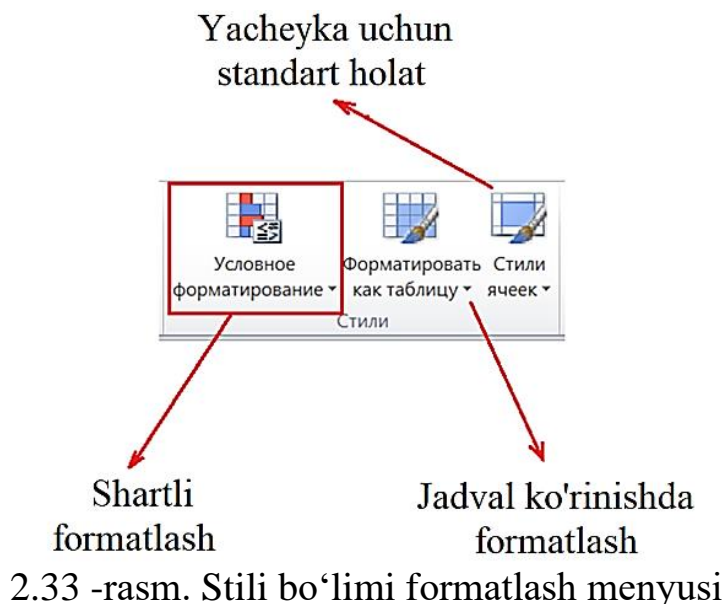 Yacheyka uchun
standart holat
Условное
форматирование
Форматировать
как таблицу
Стили
ячеек
Стили
Shartli
formatlash
Jadval ko'rinishda
formatlash
2.33 -rasm. Stili bo‘limi formatlash menyusi